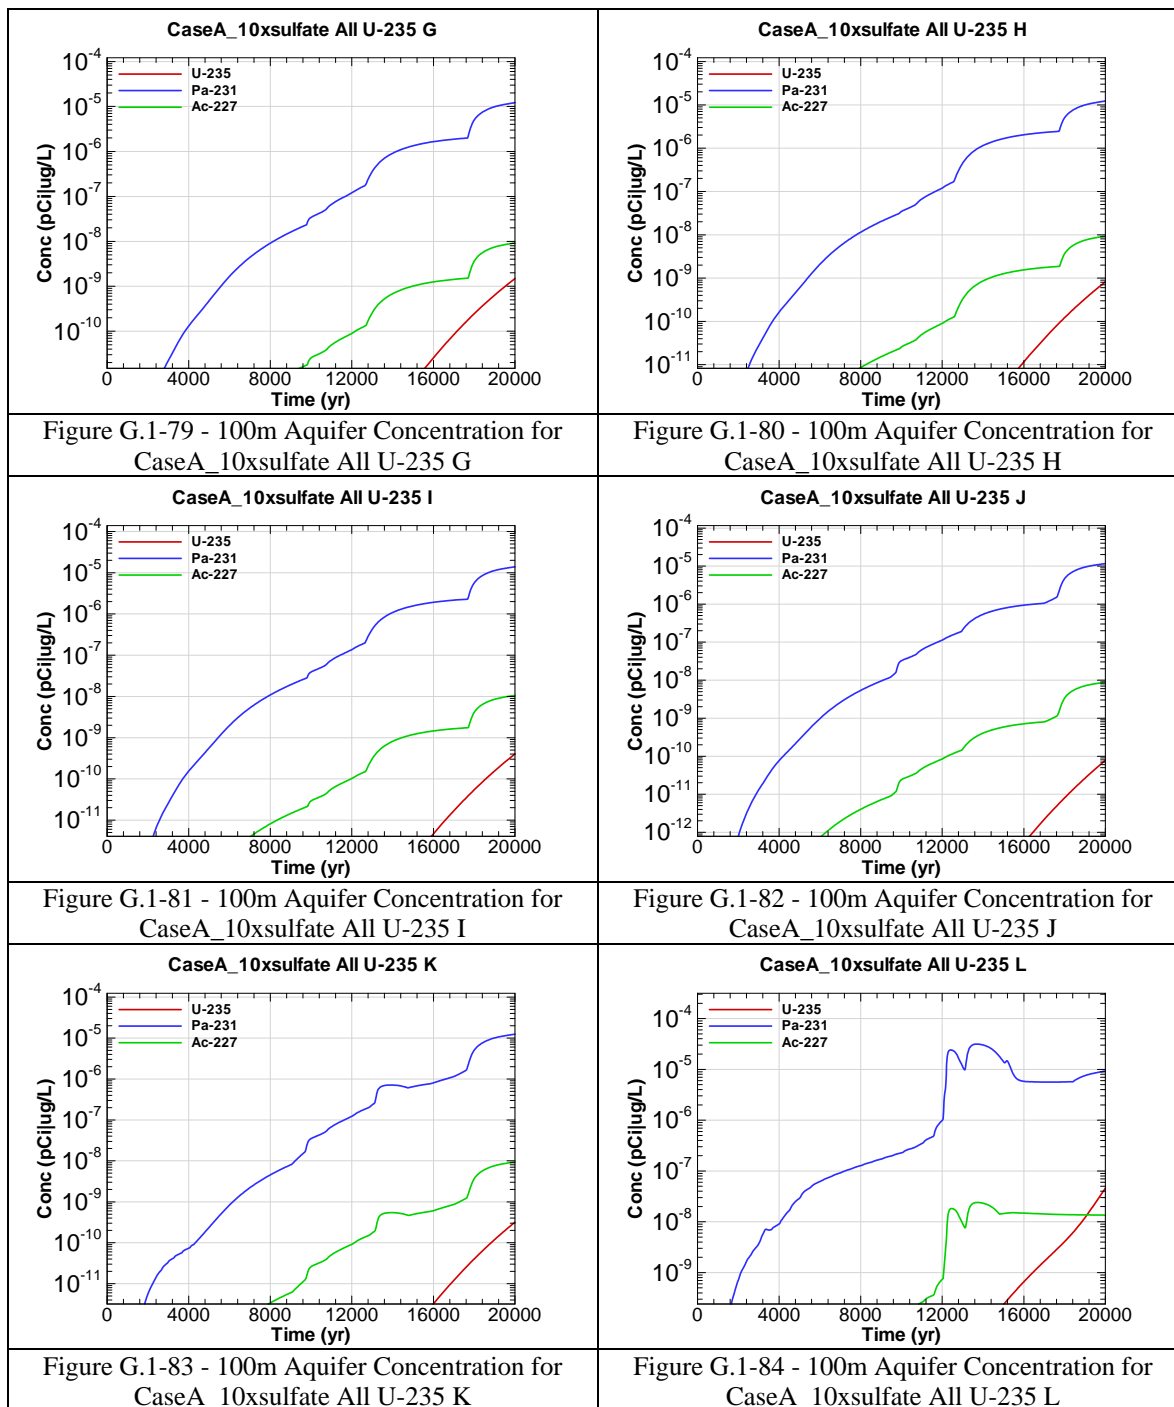 CaseA_10xsulfate All U-235 G
U-235
Pa-231
Ac-227
Conc (pCi|ug/L)
10-4
10-5
10-6
10-7
10-8
10-9
10-10
0 4000 8000 12000 16000 20000
Time (yr)
Figure G.1-79 - 100m Aquifer Concentration for
CaseA_10xsulfate All U-235 G
CaseA_10xsulfate All U-235 H
U-235
Pa-231
Ac-227
Conc (pCi|ug/L)
10-4
10-5
10-6
10-7
10-8
10-9
10-10
10-11
0 4000 8000 12000 16000 20000
Time (yr)
Figure G.1-80 - 100m Aquifer Concentration for
CaseA_10xsulfate All U-235 H
CaseA_10xsulfate All U-235 I
U-235
Pa-231
Ac-227
Conc (pCi|ug/L)
10-4
10-5
10-6
10-7
10-8
10-9
10-10
10-11
0 4000 8000 12000 16000 20000
Time (yr)
Figure G.1-81 - 100m Aquifer Concentration for
CaseA_10xsulfate All U-235 I
CaseA_10xsulfate All U-235 J
U-235
Pa-231
Ac-227
Conc (pCi|ug/L)
10-4
10-5
10-6
10-7
10-8
10-9
10-10
10-11
10-12
0 4000 8000 12000 16000 20000
Time (yr)
Figure G.1-82 - 100m Aquifer Concentration for
CaseA_10xsulfate All U-235 J
CaseA_10xsulfate All U-235 K
U-235
Pa-231
Ac-227
Conc (pCi|ug/L)
10-4
10-5
10-6
10-7
10-8
10-9
10-10
10-11
0 4000 8000 12000 16000 20000
Time (yr)
Figure G.1-83 - 100m Aquifer Concentration for
CaseA_10xsulfate All U-235 K
CaseA_10xsulfate All U-235 L
U-235
Pa-231
Ac-227
Conc (pCi|ug/L)
10-4
10-5
10-6
10-7
10-8
10-9
0 4000 8000 12000 16000 20000
Time (yr)
Figure G.1-84 - 100m Aquifer Concentration for
CaseA_10xsulfate All U-235 L